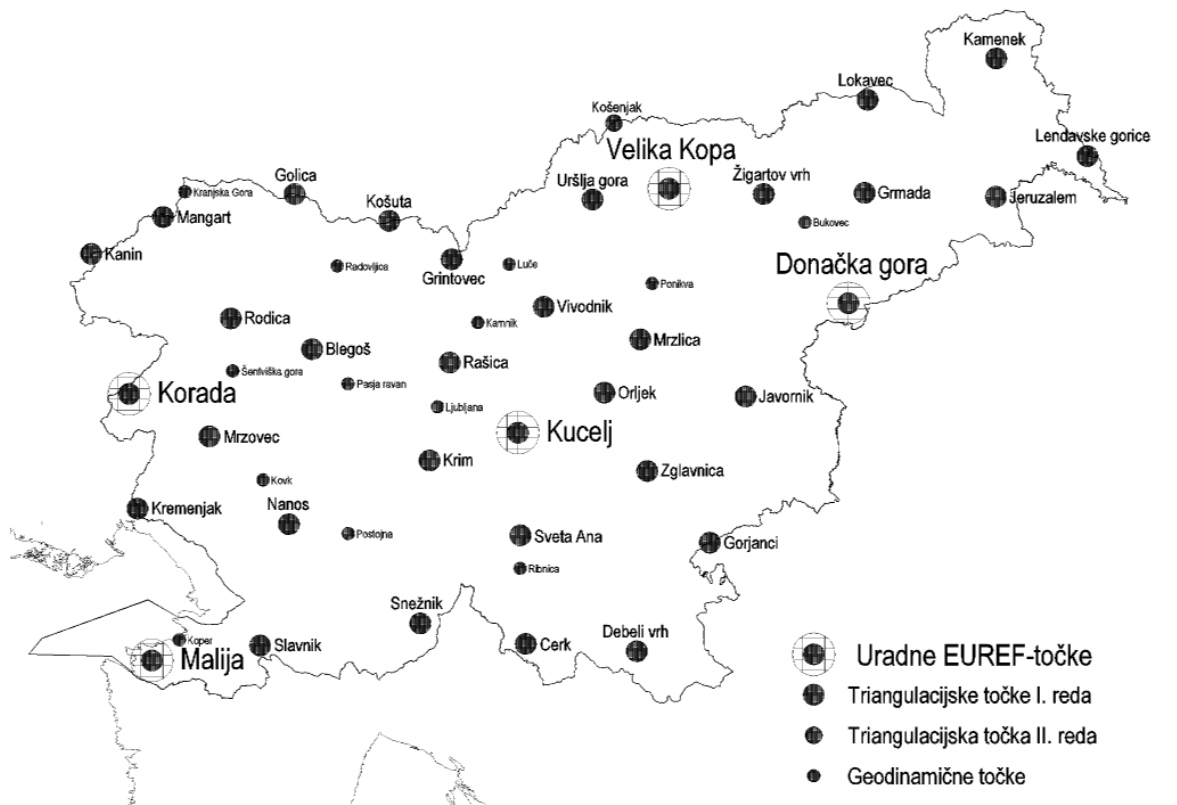 Kamenek
Lokavec
Košenjak
Lendavske gorice
Velika Kopa
Golica
Kranjska Gora
Uršlja gora
Žigartov vrh
Grmada
Jeruzalem
Košuta
Mangart
Bukovec
Kanin
Radovljica
Grintovec
Luče
Donačka gora
Ponikva
Rodica
Vivodnik
Kamnik
Mrzlica
Blegoš
Rašica
Šentviška gora
Pasja ravan
Korada
Orljek
Javornik
Ljubljana
Mrzovec
Kucelj
Krim
Zglavnica
Kovk
Kremenjak
Nanos
Postojna
Sveta Ana
Gorjanci
Ribnica
Snežnik
Koper
Malija
Slavnik
Cerk
Debeli vrh
Uradne EUREF-točke
Triangulacijske točke I. reda
Triangulacijska točka II. reda
Geodinamične točke